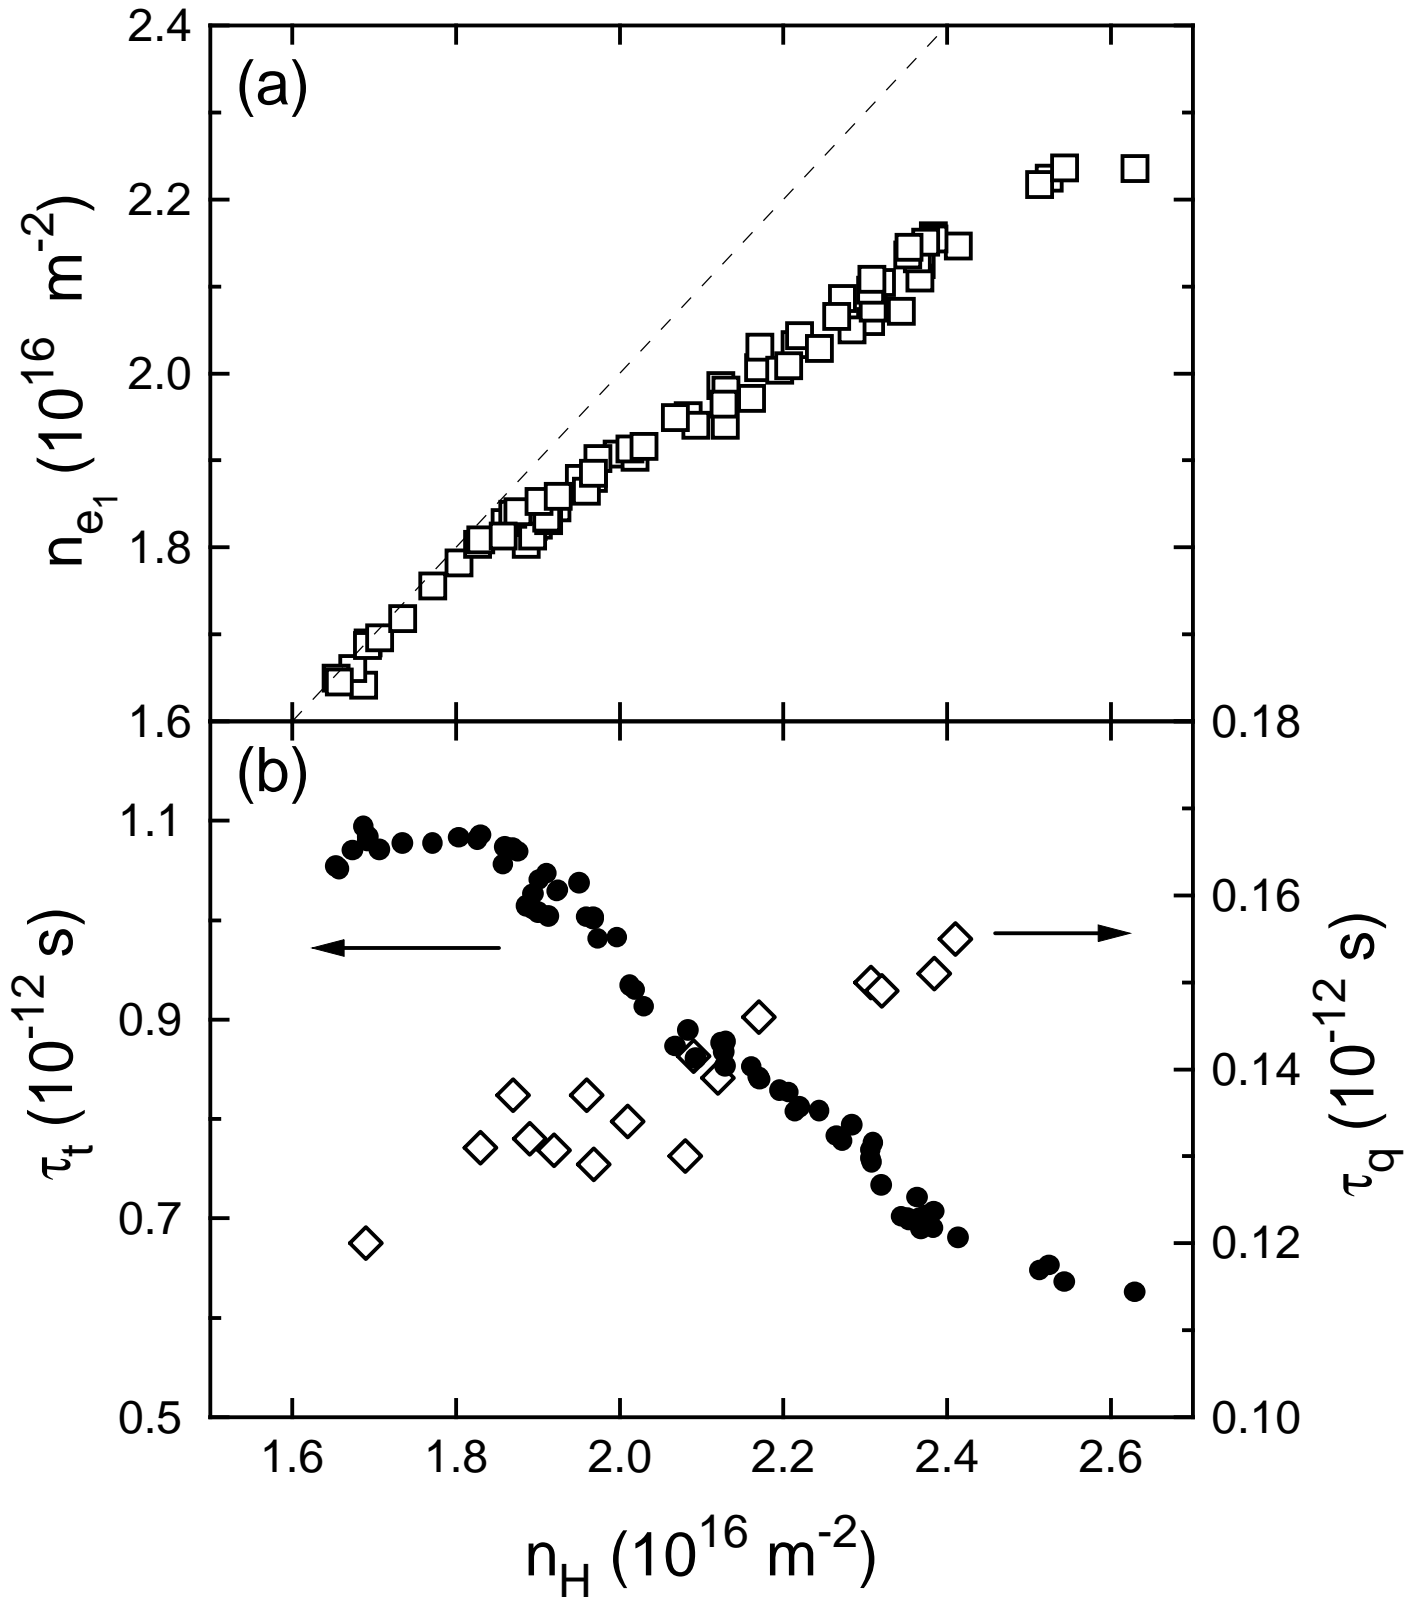 (a)
2.4
2.2
2.0
1.8
1.6
n_e_1 (10^16 m^-2)
(b)
1.1
0.9
0.7
0.5
τ_t (10^-12 s)
0.18
0.16
0.14
0.12
0.10
τ_q (10^-12 s)
1.6 1.8 2.0 2.2 2.4 2.6
n_H (10^16 m^-2)